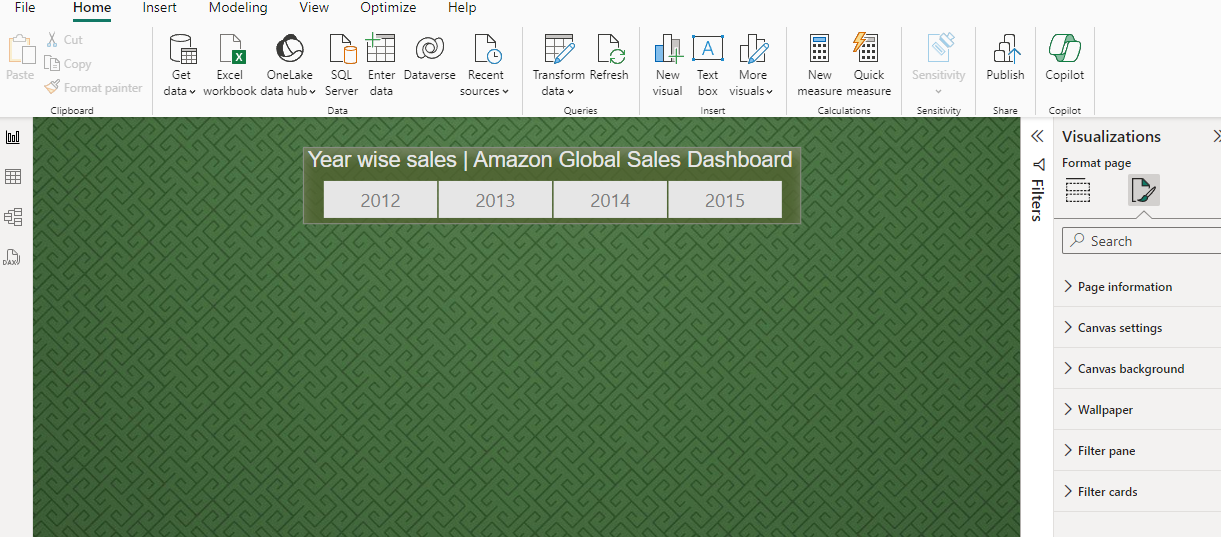 File Home Insert Modeling View Optimize Help
Paste
Cut
Copy
Format painter
Clipboard
Get data
Excel workbook
OneLake data hub
SQL Server
Enter data
Dataverse
Recent sources
Data
Transform data
Refresh
Queries
New visual
Text box
More visuals
Insert
New measure
Quick measure
Calculations
Sensitivity
Sensitivity
Publish
Share
Copilot
Copilot
DAX
Year wise sales | Amazon Global Sales Dashboard
2012 2013 2014 2015
Filters
Visualizations
Format page
Search
Page information
Canvas settings
Canvas background
Wallpaper
Filter pane
Filter cards